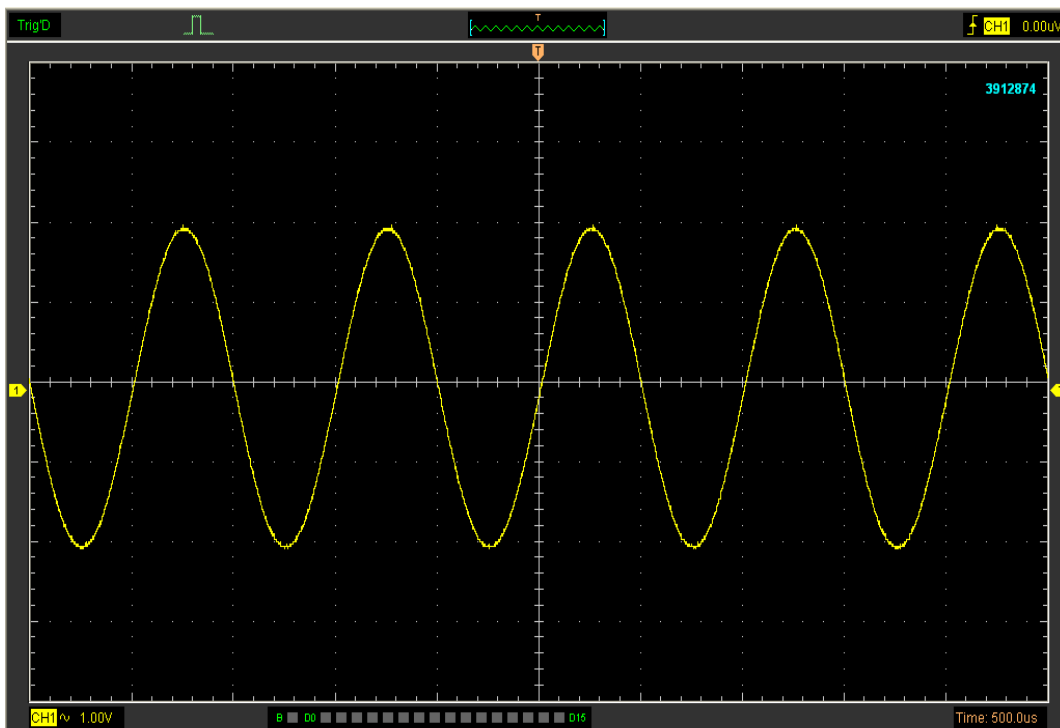 Trig'D
T
CH1 0.00uV
T
3912874
1
CH1 1.00V
B D0 D15
Time: 500.0us